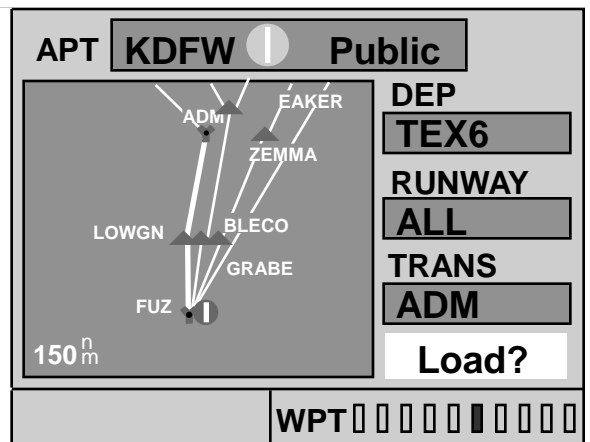 APT KDFW Public
DEP
TEX6
RUNWAY
ALL
TRANS
ADM
Load?
ADM
EAKER
ZEMMA
LOWGN
BLECO
GRABE
FUZ
150 nm
WPT